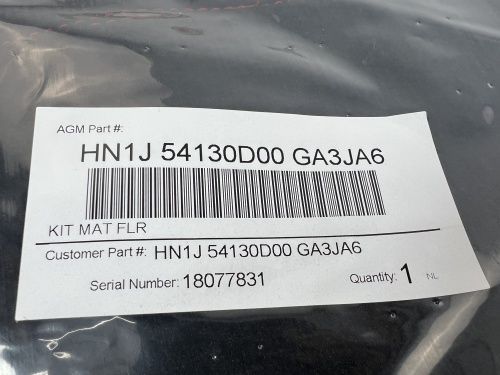 AGM Part #:
HN1J 54130D00 GA3JA6
KIT MAT FLR
Customer Part #: HN1J 54130D00 GA3JA6
Serial Number: 18077831 Quantity: 1 NL